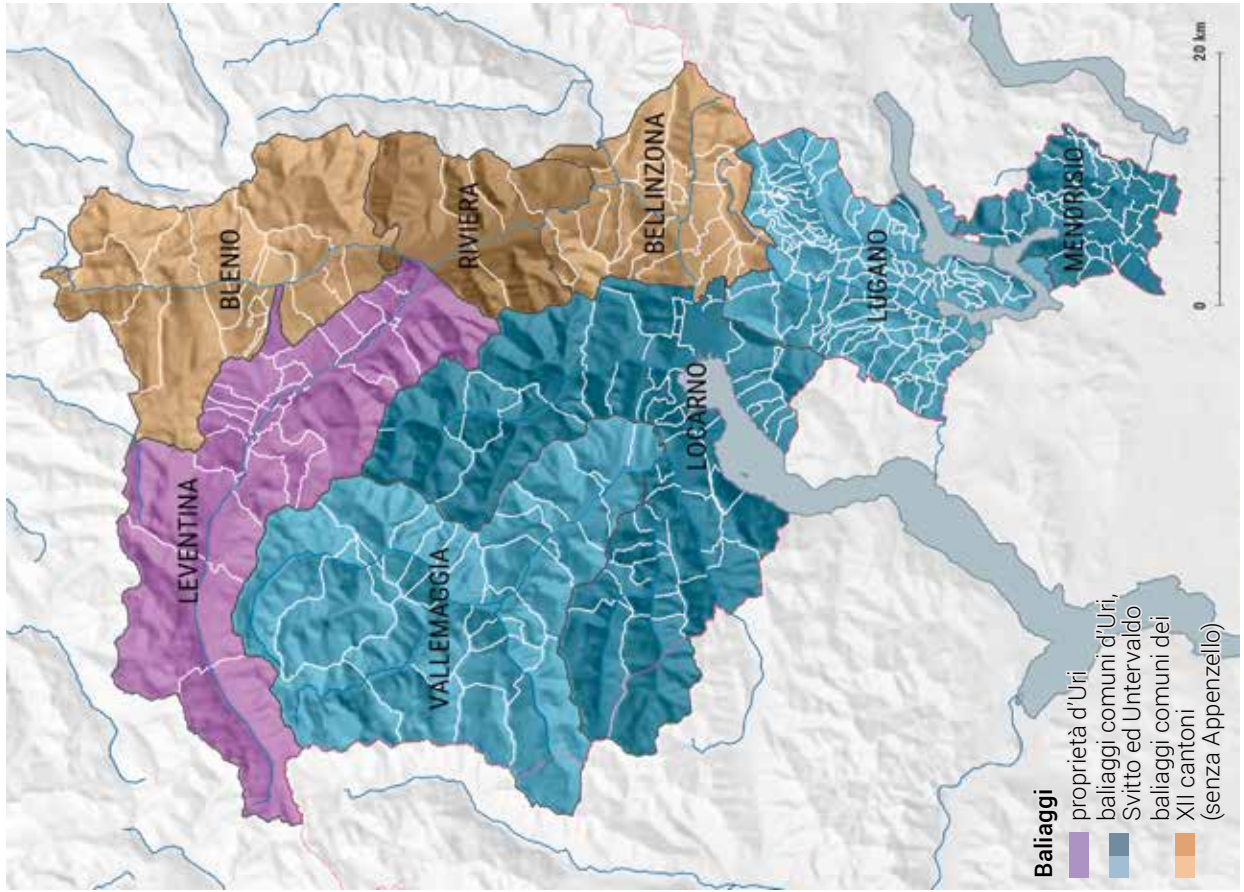 LEVENTINA
BLENIO
RIVIERA
VALLEMAGGIA
LOCARNO
BELLINZONA
LUGANO
MENDRISIO
0
20 km
Baliaggi
proprietà d'Uri
baliaggi comuni d'Uri,
Svitto ed Untervaldo
baliaggi comuni dei
XII cantoni
(senza Appenzello)